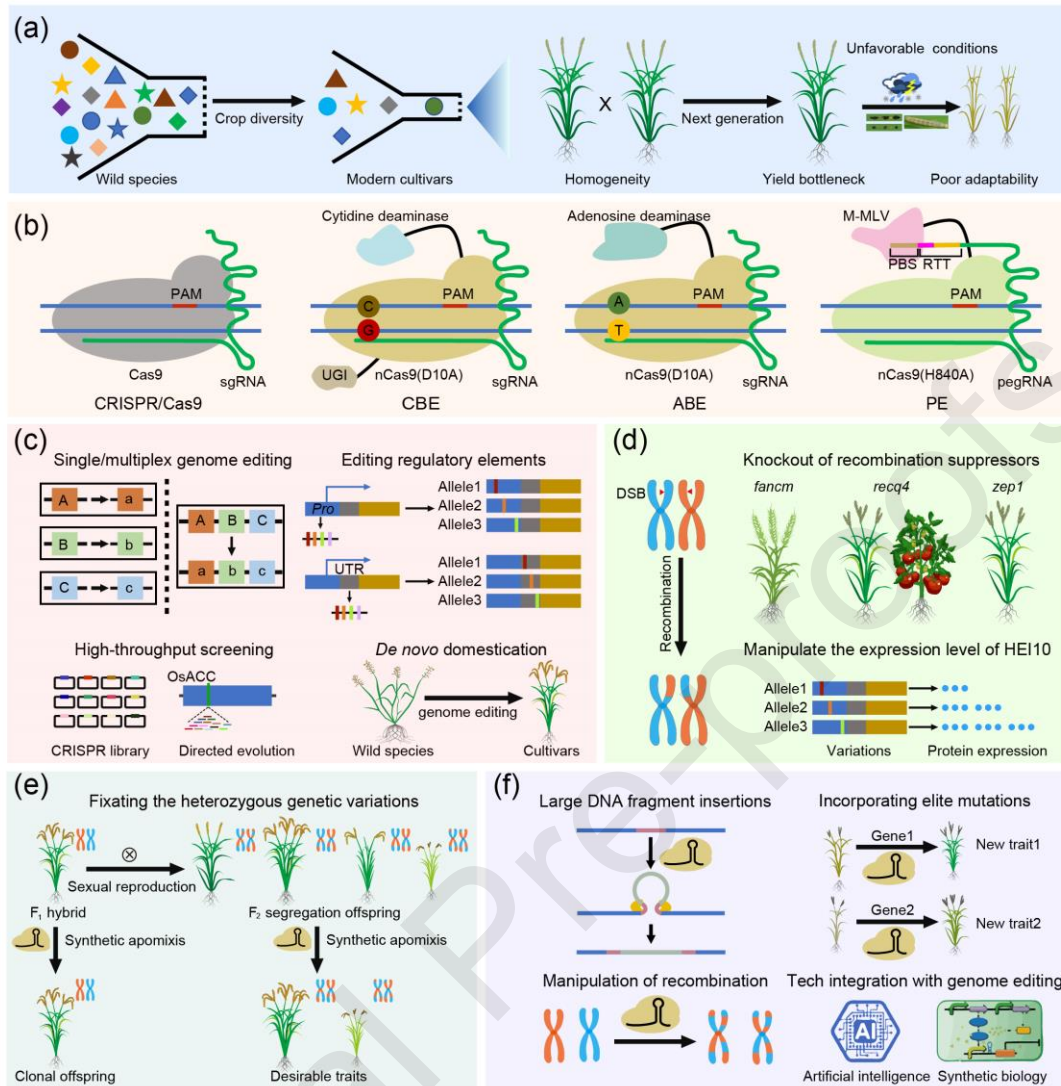 (a)
Unfavorable conditions
Crop diversity
X
Next generation
Wild species
Modern cultivars
Homogeneity
Yield bottleneck
Poor adaptability
(b)
Cytidine deaminase
Adenosine deaminase
M-MLV
PBS RTT
PAM
PAM
PAM
PAM
C
G
A
T
Cas9
sgRNA
UGI
nCas9(D10A)
sgRNA
nCas9(D10A)
sgRNA
nCas9(H840A)
pegRNA
CRISPR/Cas9
CBE
ABE
PE
(c)
Single/multiplex genome editing
A
a
B
b
C
c
A B C
a b c
Editing regulatory elements
Pro
Allele1
Allele2
Allele3
UTR
Allele1
Allele2
Allele3
High-throughput screening
OsACC
CRISPR library
Directed evolution
De novo domestication
genome editing
Wild species
Cultivars
(d)
Knockout of recombination suppressors
DSB
fancm
recq4
zep1
Recombination
Manipulate the expression level of HEI10
Allele1
Allele2
Allele3
Variations
Protein expression
(e)
Fixating the heterozygous genetic variations
Sexual reproduction
F1 hybrid
F2 segregation offspring
Synthetic apomixis
Synthetic apomixis
Clonal offspring
Desirable traits
(f)
Large DNA fragment insertions
Incorporating elite mutations
Gene1
New trait1
Gene2
New trait2
Manipulation of recombination
Tech integration with genome editing
AI
Artificial intelligence
Synthetic biology
Pre-proofs